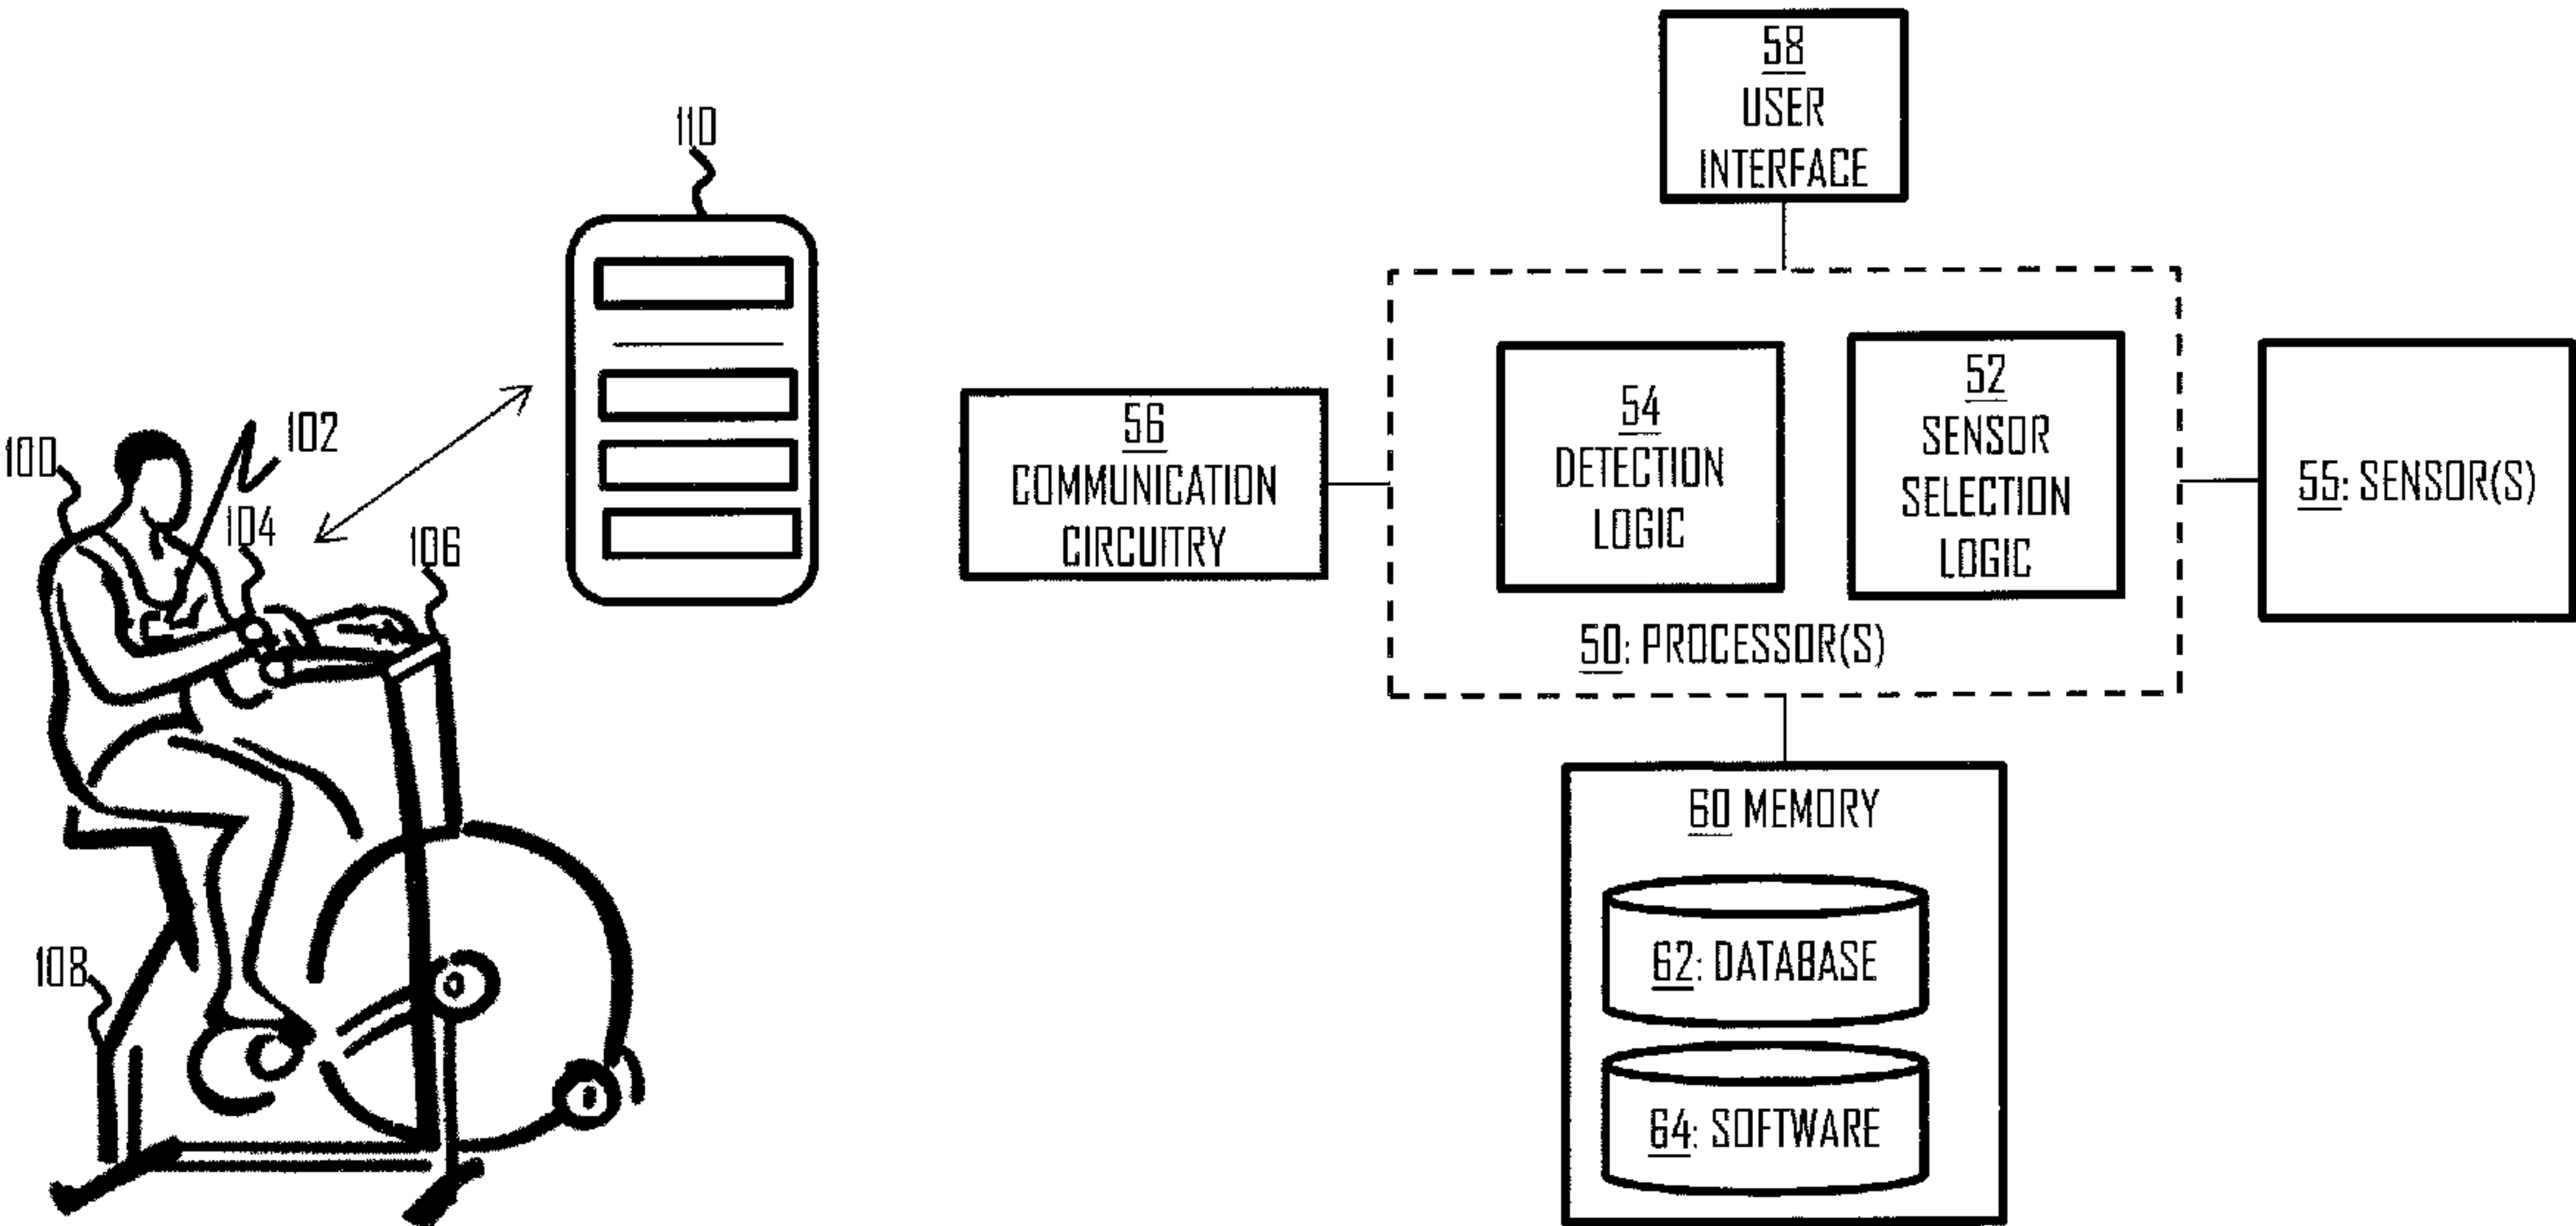 110
102
100
104
106
108
58
USER
INTERFACE
56
COMMUNICATION
CIRCUITRY
54
DETECTION
LOGIC
52
SENSOR
SELECTION
LOGIC
50: PROCESSOR(S)
55: SENSOR(S)
60 MEMORY
62: DATABASE
64: SOFTWARE